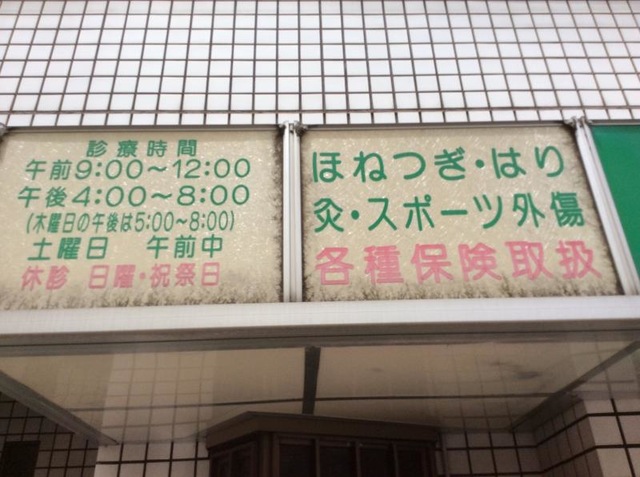 診療時間
午前9:00～12:00
午後4:00～8:00
(木曜日の午後は5:00～8:00)
土曜日 午前中
休診 日曜・祝祭日
ほねつぎ・はり
灸・スポーツ外傷
各種保険取扱